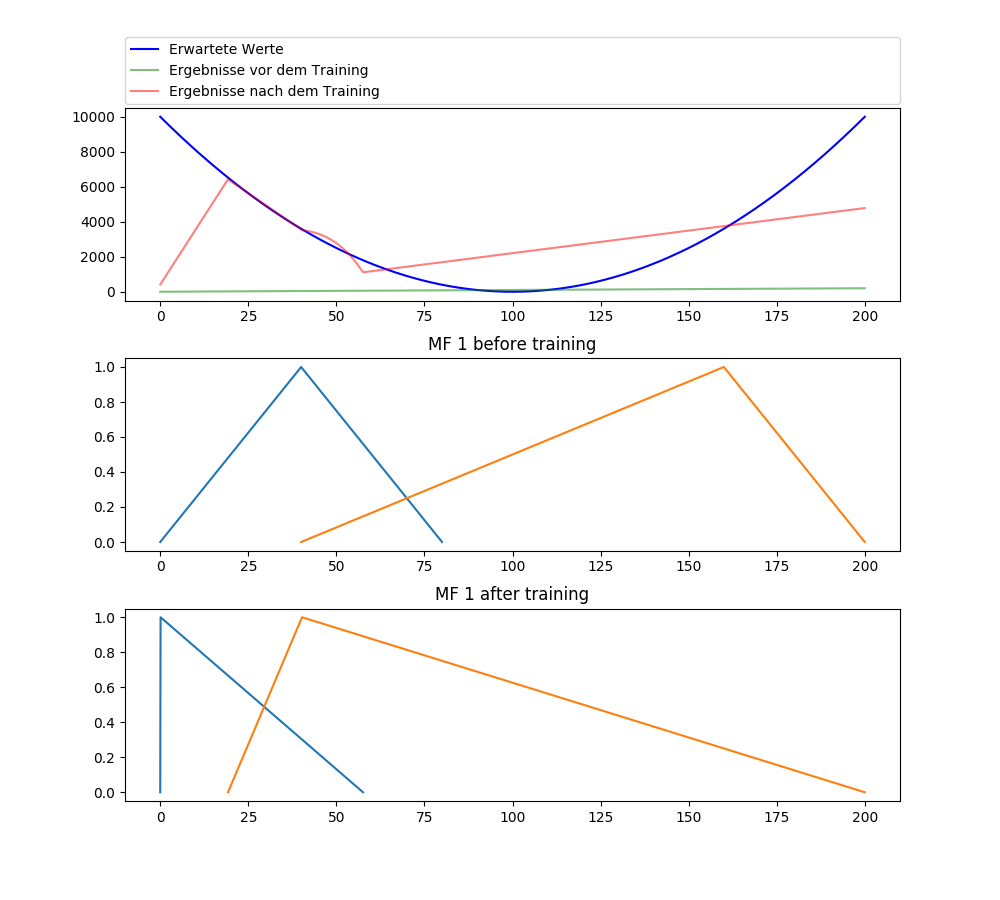 Erwartete Werte
Ergebnisse vor dem Training
Ergebnisse nach dem Training
10000
8000
6000
4000
2000
0
0 25 50 75 100 125 150 175 200
MF 1 before training
1.0
0.8
0.6
0.4
0.2
0.0
0 25 50 75 100 125 150 175 200
MF 1 after training
1.0
0.8
0.6
0.4
0.2
0.0
0 25 50 75 100 125 150 175 200